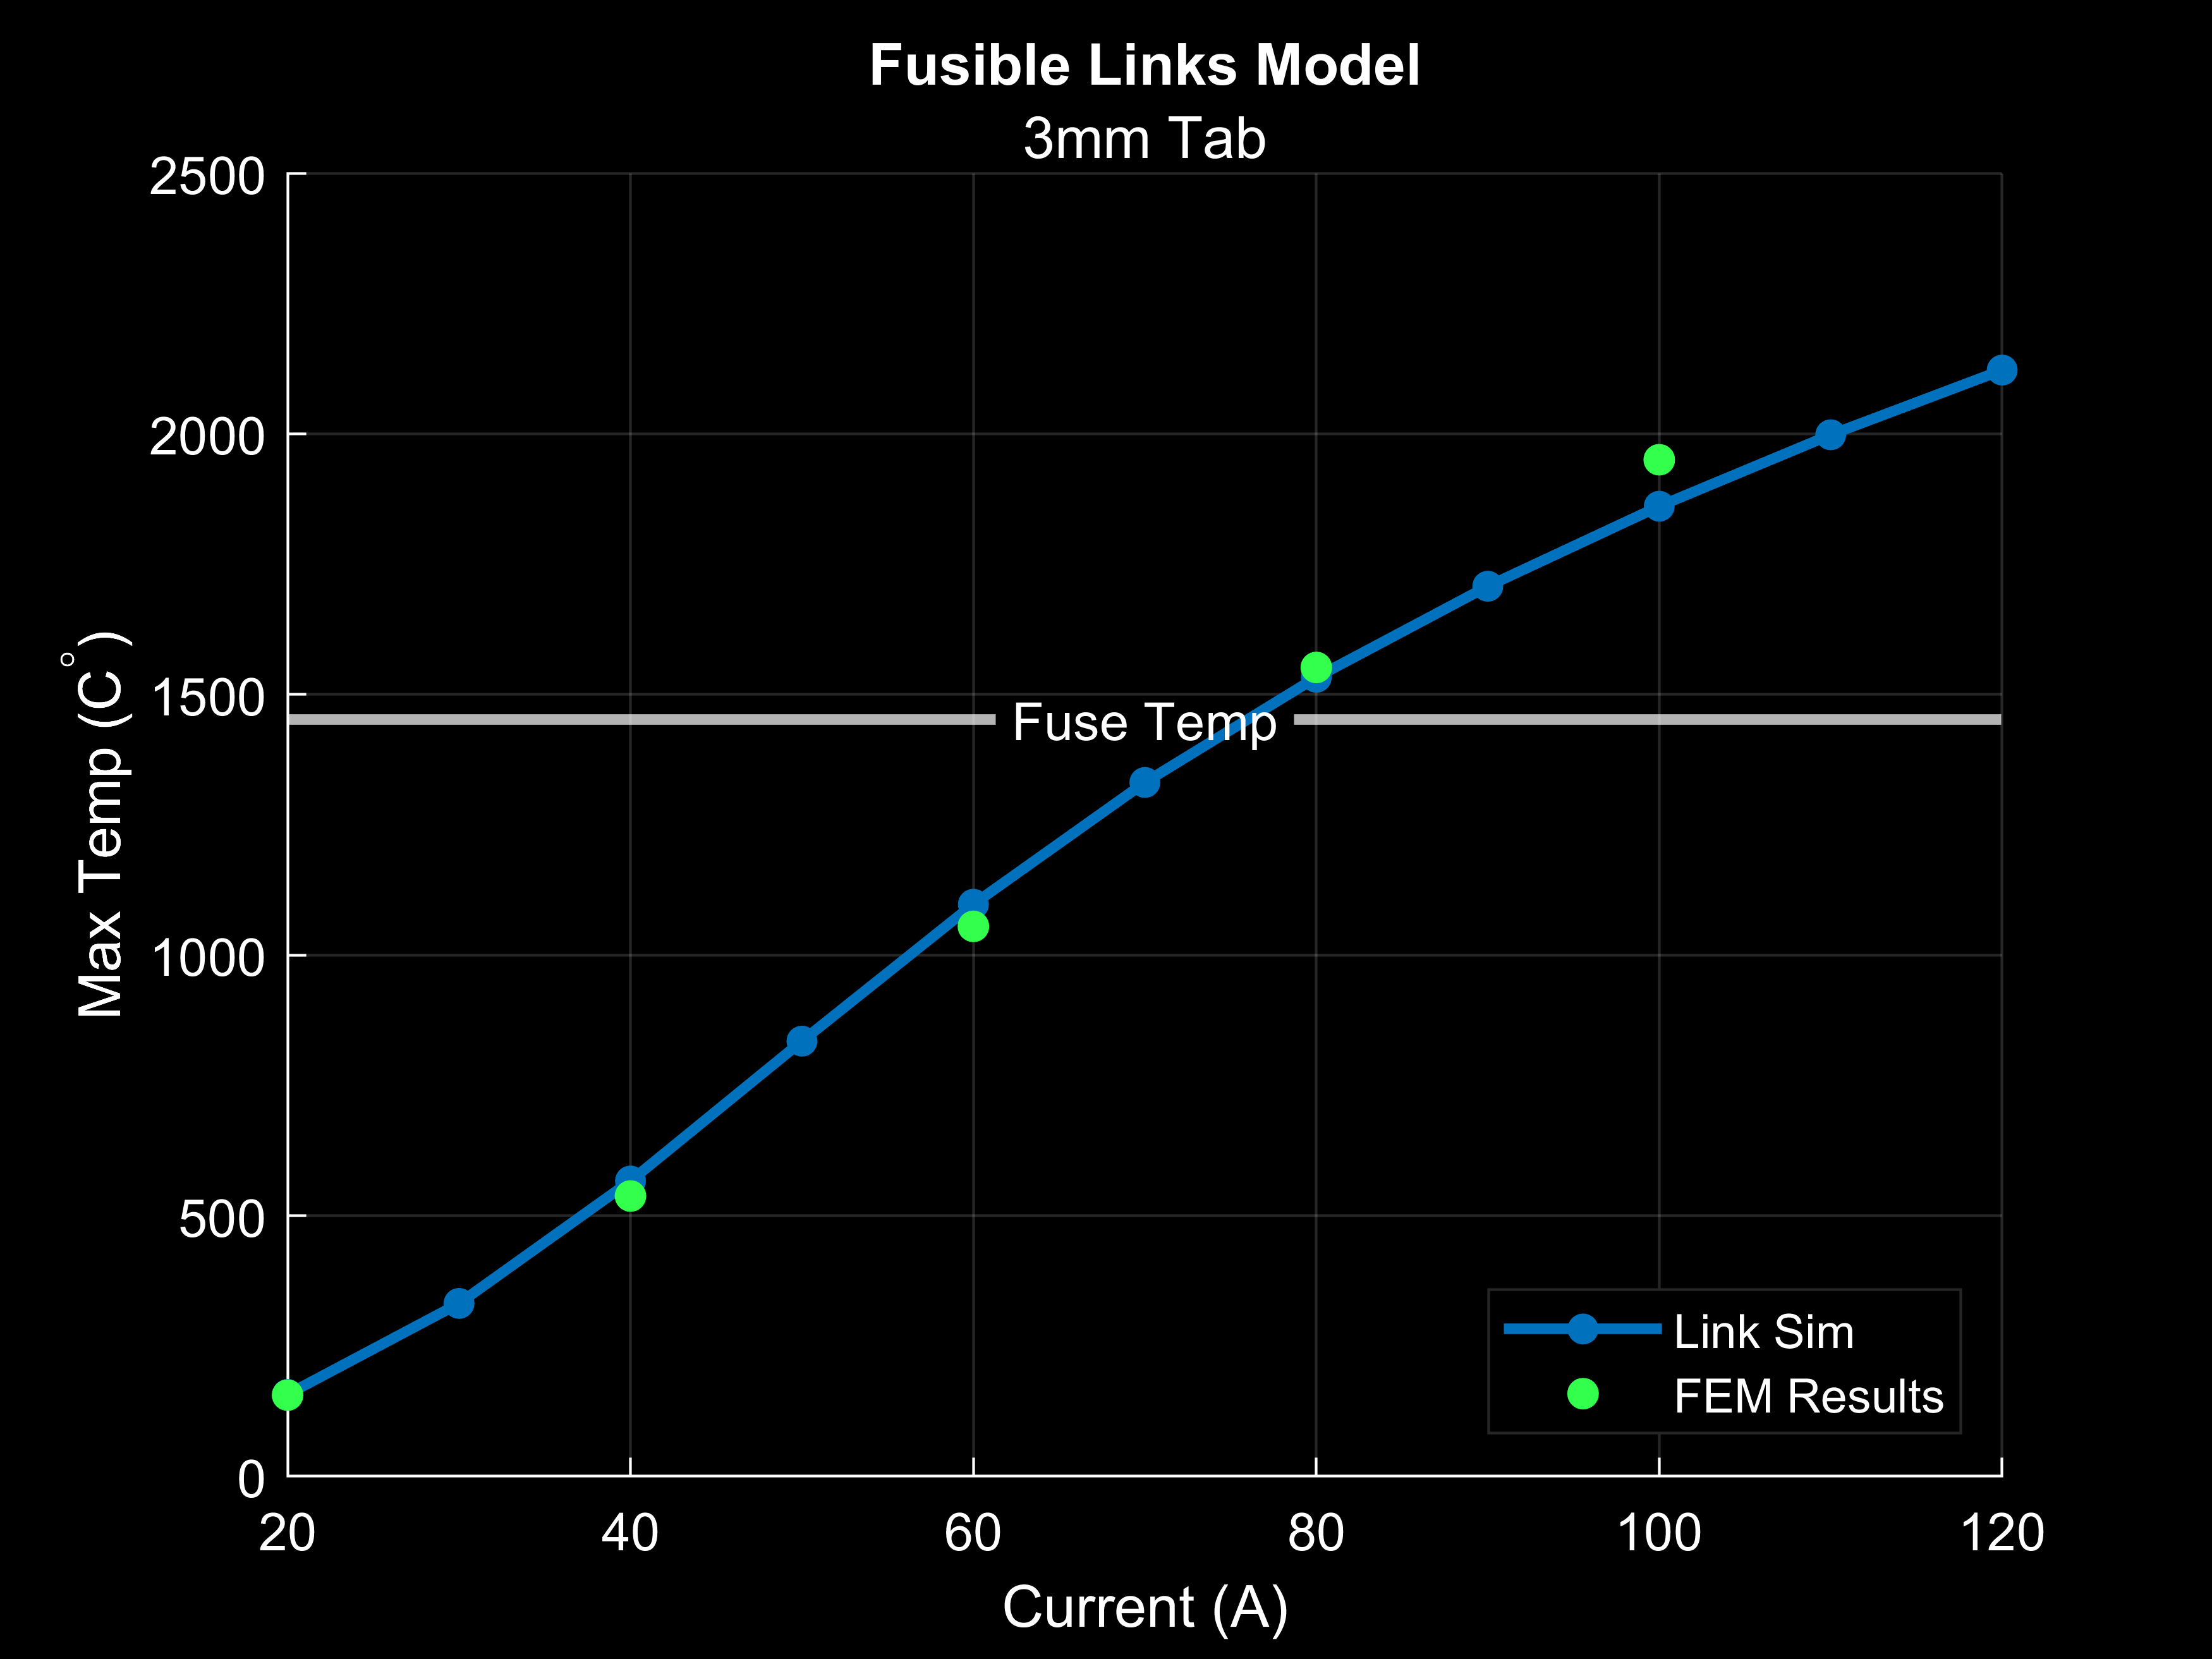 Fusible Links Model
3mm Tab
2500
2000
1500
1000
500
0
Max Temp (C°)
Fuse Temp
Link Sim
FEM Results
20 40 60 80 100 120
Current (A)